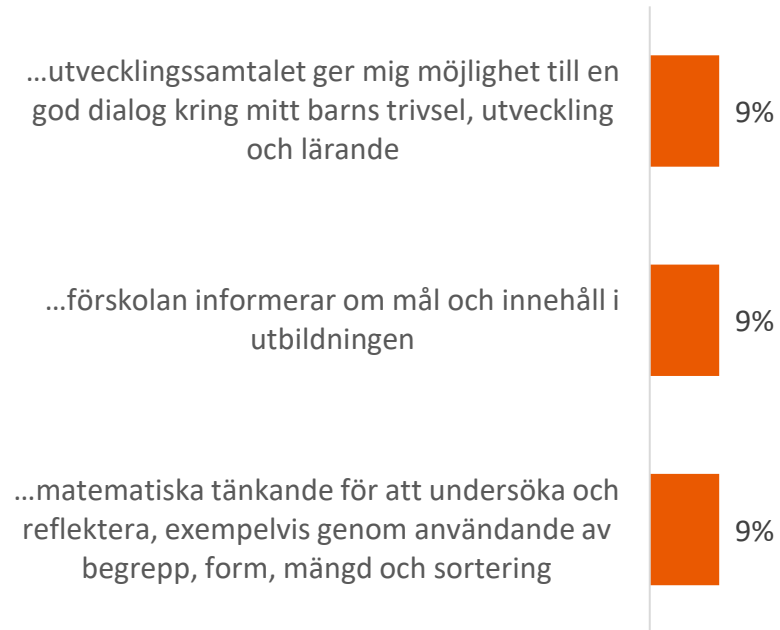 ...utvecklingssamtalet ger mig möjlighet till en
god dialog kring mitt barns trivsel, utveckling
och lärande
9%
...förskolan informerar om mål och innehåll i
utbildningen
9%
...matematiska tänkande för att undersöka och
reflektera, exempelvis genom användande av
begrepp, form, mängd och sortering
9%